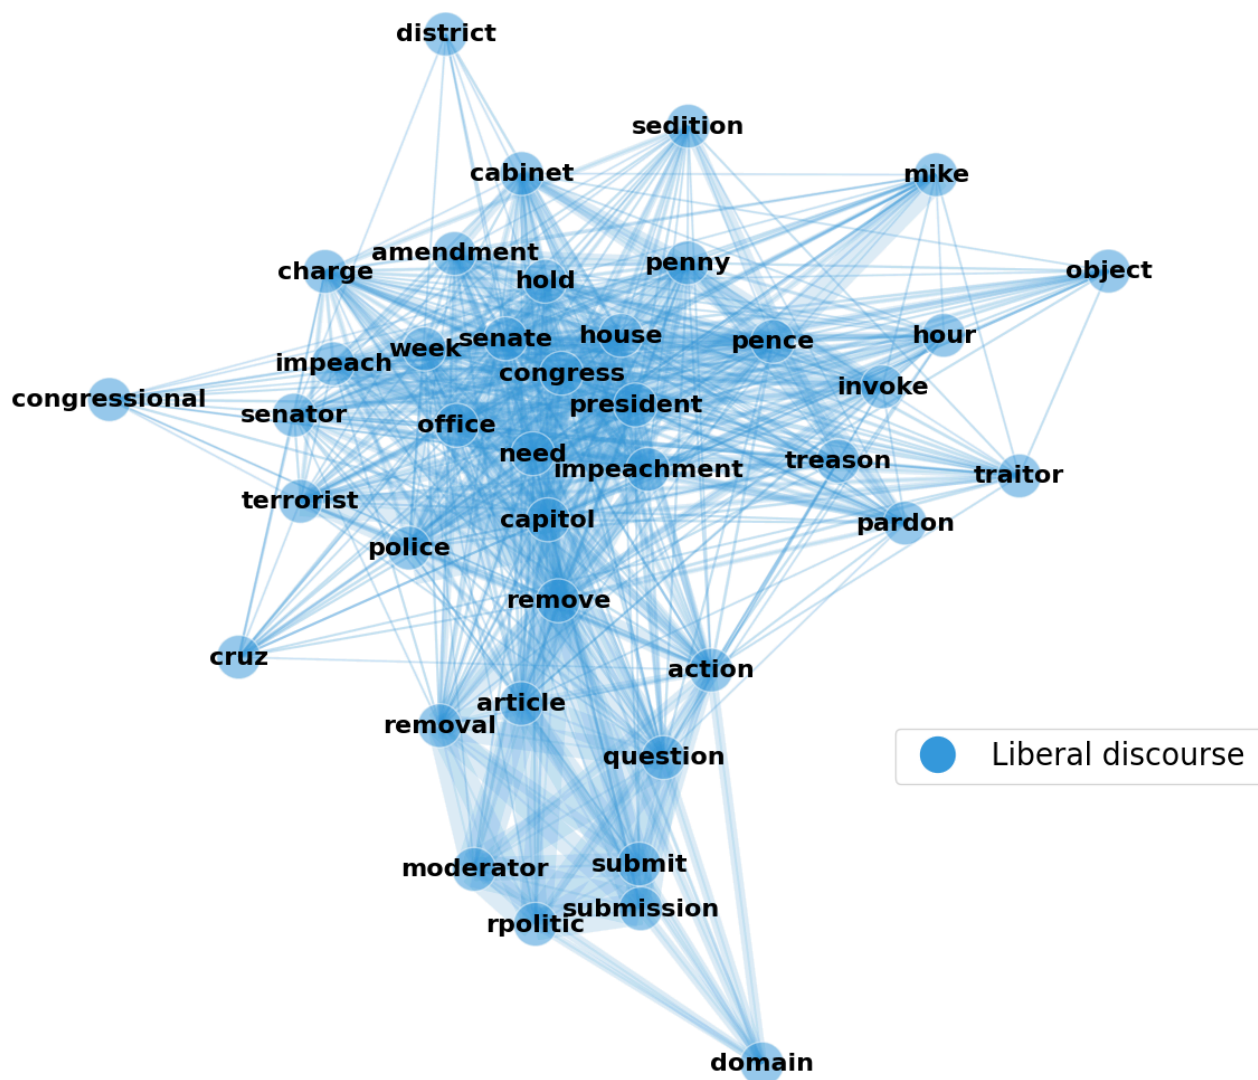 district
sedition
cabinet
mike
amendment
penny
charge
hold
object
senate
house
hour
week
pence
impeach
congress
invoke
congressional
president
senator
office
need
treason
impeachment
traitor
terrorist
capitol
pardon
police
remove
cruz
action
article
removal
question
Liberal discourse
submit
moderator
submission
rpolitic
domain